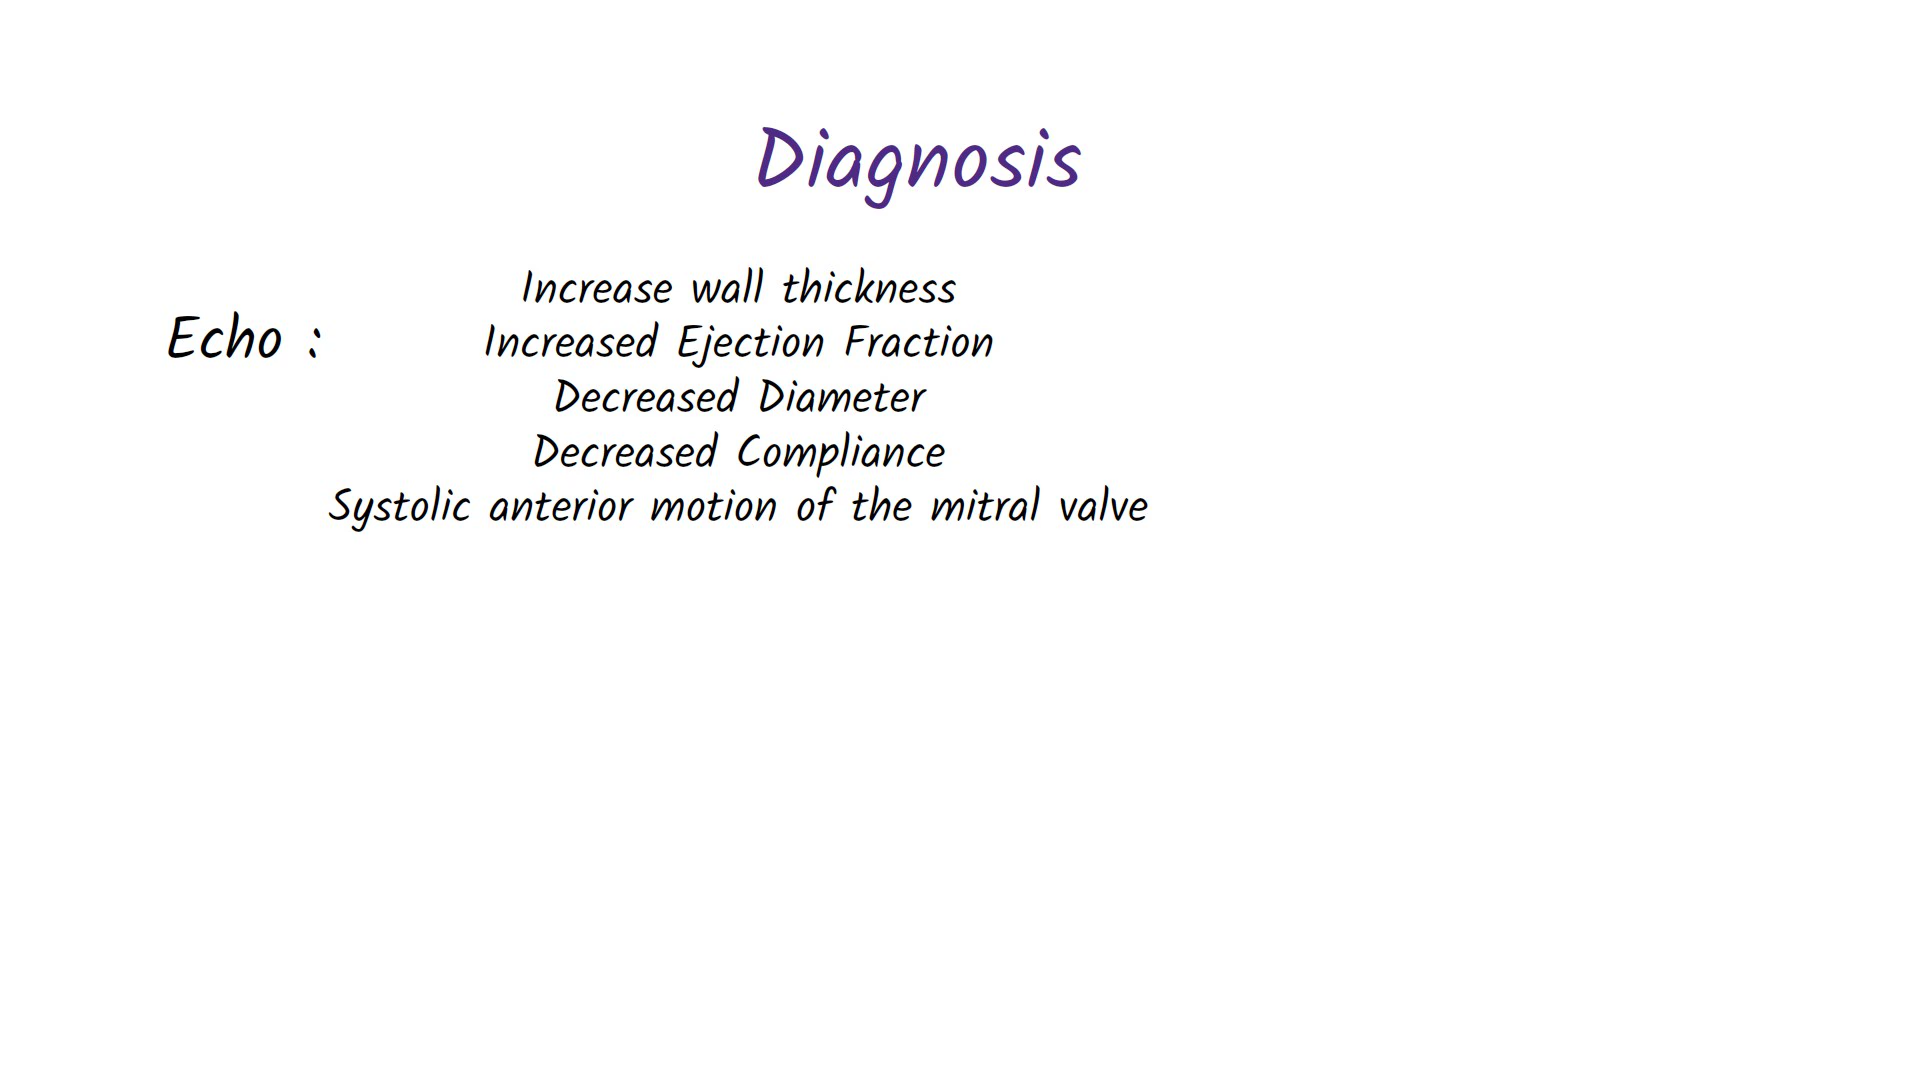 Diagnosis
Echo :
Increase wall thickness
Increased Ejection Fraction
Decreased Diameter
Decreased Compliance
Systolic anterior motion of the mitral valve